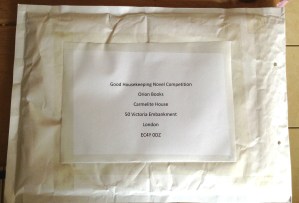 Good Housekeeping Novel Competition
Orion Books
Carmelite House
50 Victoria Embankment
London
EC4Y 0DZ